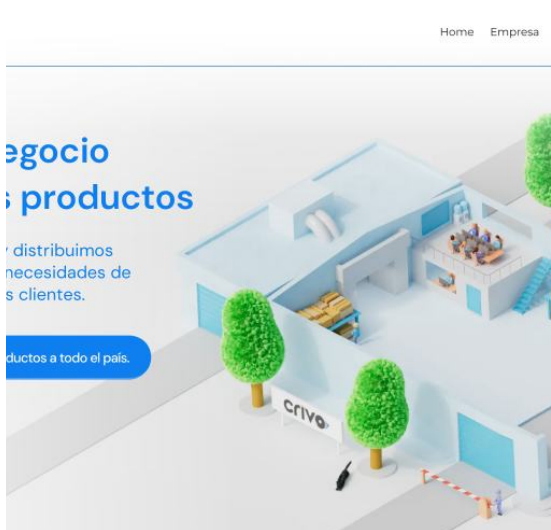 Home Empresa
egocio
s productos
y distribuimos
necesidades de
s clientes.
ductos a todo el país.
crivo